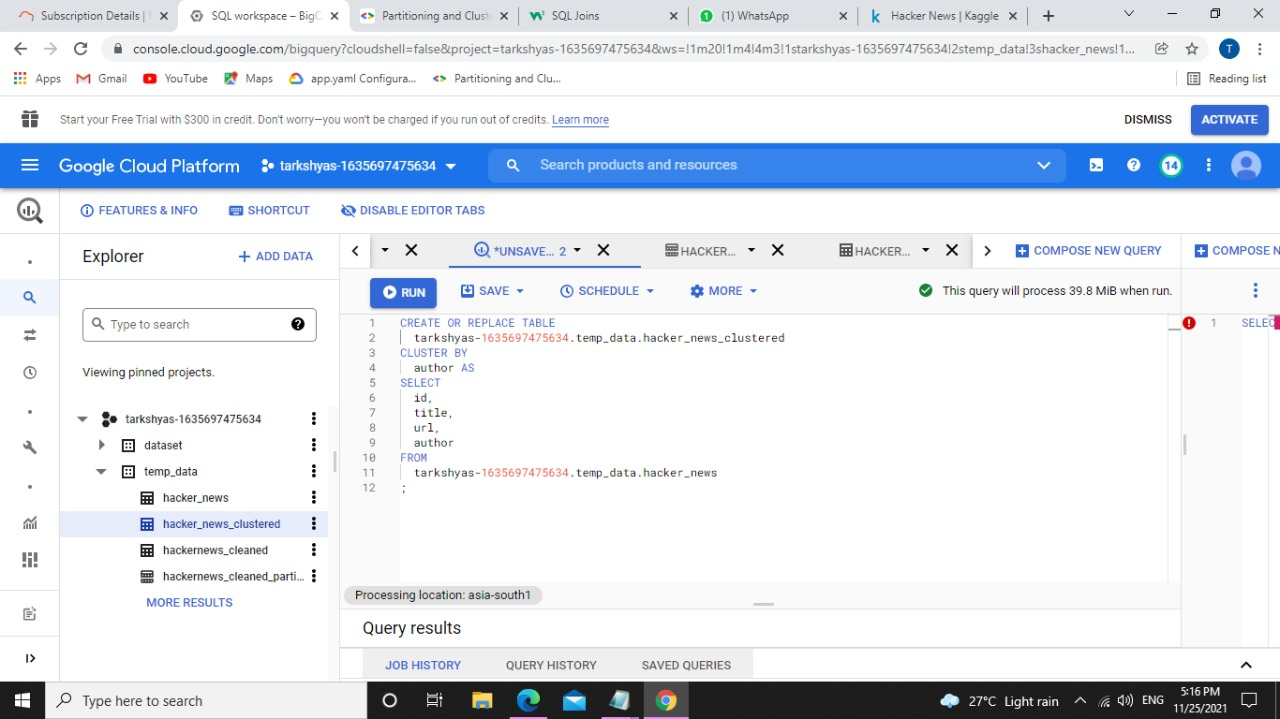 Subscription Details |
SQL workspace – BigC
Partitioning and Cluste
SQL Joins
(1) WhatsApp
Hacker News | Kaggle
console.cloud.google.com/bigquery?cloudshell=false&project=tarkshyas-1635697475634&ws=!1m20!1m4!4m3!1starkshyas-1635697475634!2stemp_data!3shacker_news!1...
T
Apps
Gmail
YouTube
Maps
app.yaml Configura...
Partitioning and Clu...
Reading list
Start your Free Trial with $300 in credit. Don't worry—you won't be charged if you run out of credits. Learn more
DISMISS
ACTIVATE
Google Cloud Platform
tarkshyas-1635697475634
Search products and resources
14
FEATURES & INFO
SHORTCUT
DISABLE EDITOR TABS
Explorer
+ ADD DATA
*UNSAVE... 2
HACKER...
HACKER...
COMPOSE NEW QUERY
COMPOSE N
RUN
SAVE
SCHEDULE
MORE
This query will process 39.8 MiB when run.
Type to search
Viewing pinned projects.
tarkshyas-1635697475634
dataset
temp_data
hacker_news
hacker_news_clustered
hackernews_cleaned
hackernews_cleaned_parti...
MORE RESULTS
1 CREATE OR REPLACE TABLE
2 tarkshyas-1635697475634.temp_data.hacker_news_clustered
3 CLUSTER BY
4 author AS
5 SELECT
6 id,
7 title,
8 url,
9 author
10 FROM
11 tarkshyas-1635697475634.temp_data.hacker_news
12 ;
1 SELEC
Processing location: asia-south1
Query results
JOB HISTORY
QUERY HISTORY
SAVED QUERIES
Type here to search
27°C Light rain
ENG
5:16 PM
11/25/2021